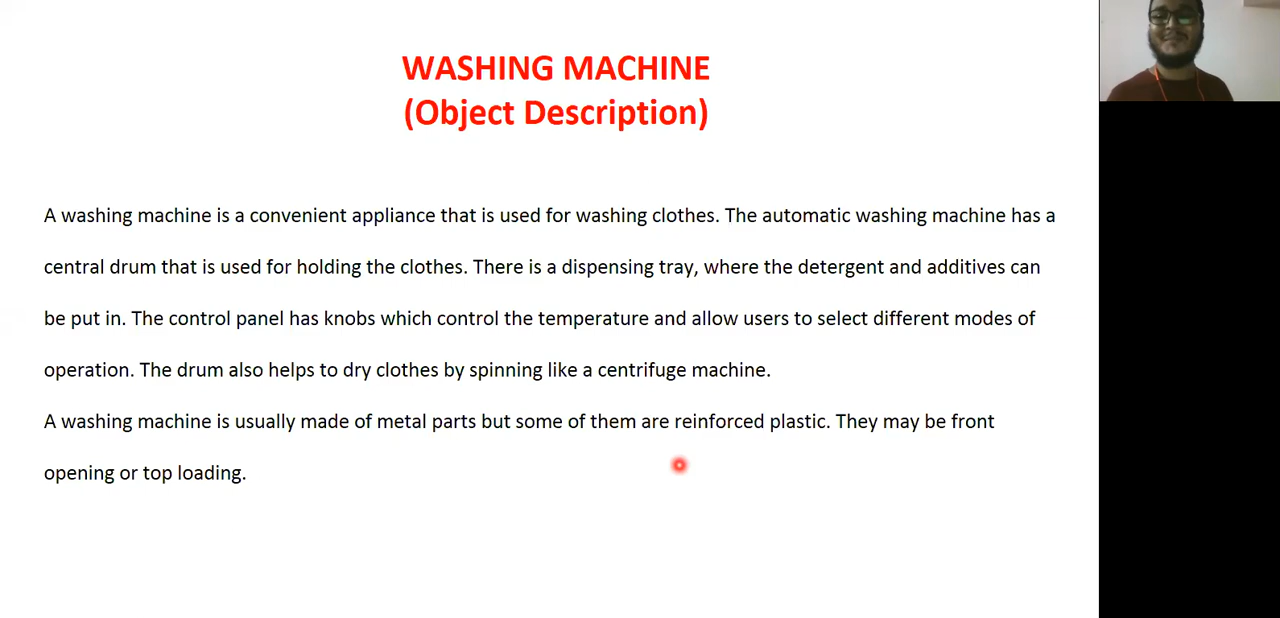 WASHING MACHINE
(Object Description)
A washing machine is a convenient appliance that is used for washing clothes. The automatic washing machine has a
central drum that is used for holding the clothes. There is a dispensing tray, where the detergent and additives can
be put in. The control panel has knobs which control the temperature and allow users to select different modes of
operation. The drum also helps to dry clothes by spinning like a centrifuge machine.
A washing machine is usually made of metal parts but some of them are reinforced plastic. They may be front
opening or top loading.